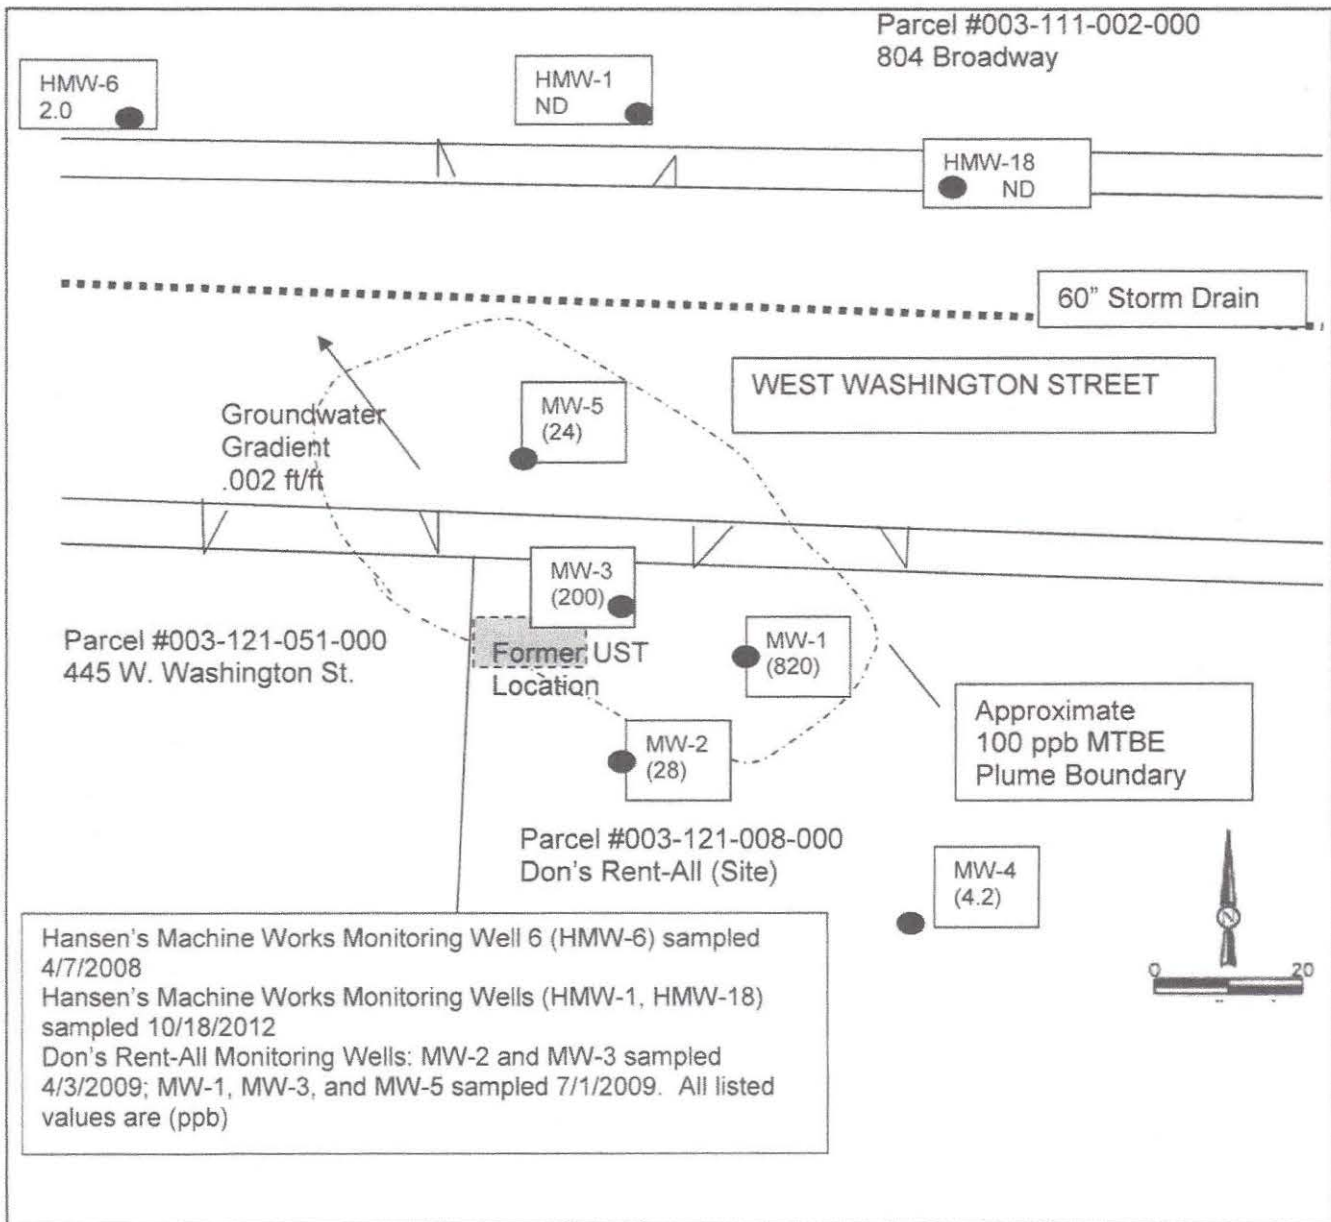 Parcel #003-111-002-000
804 Broadway
HMW-6
2.0
HMW-1
ND
HMW-18
ND
60” Storm Drain
WEST WASHINGTON STREET
MW-5
(24)
Groundwater
Gradient
.002 ft/ft
MW-3
(200)
Parcel #003-121-051-000
445 W. Washington St.
Former UST
Location
MW-1
(820)
MW-2
(28)
Approximate
100 ppb MTBE
Plume Boundary
Parcel #003-121-008-000
Don's Rent-All (Site)
MW-4
(4.2)
N
0 20
Hansen's Machine Works Monitoring Well 6 (HMW-6) sampled
4/7/2008
Hansen's Machine Works Monitoring Wells (HMW-1, HMW-18)
sampled 10/18/2012
Don's Rent-All Monitoring Wells: MW-2 and MW-3 sampled
4/3/2009; MW-1, MW-3, and MW-5 sampled 7/1/2009. All listed
values are (ppb)